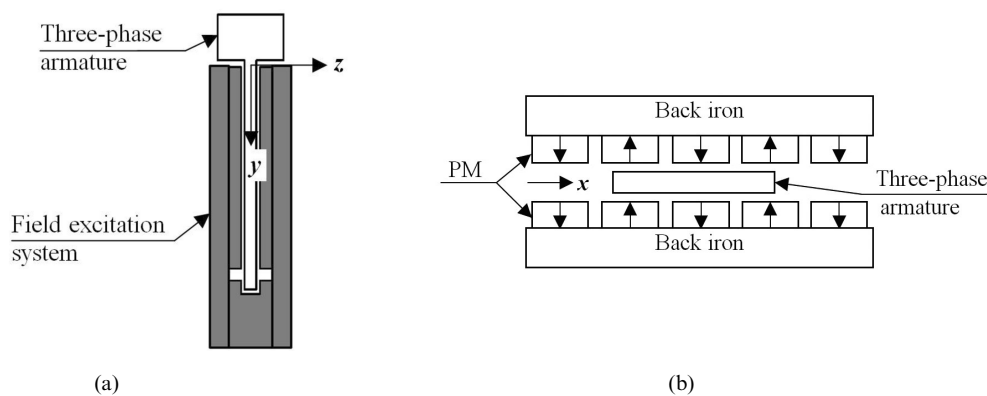 Three-phase
armature
z
y
Field excitation
system
(a)
Back iron
PM
x
Three-phase
armature
Back iron
(b)